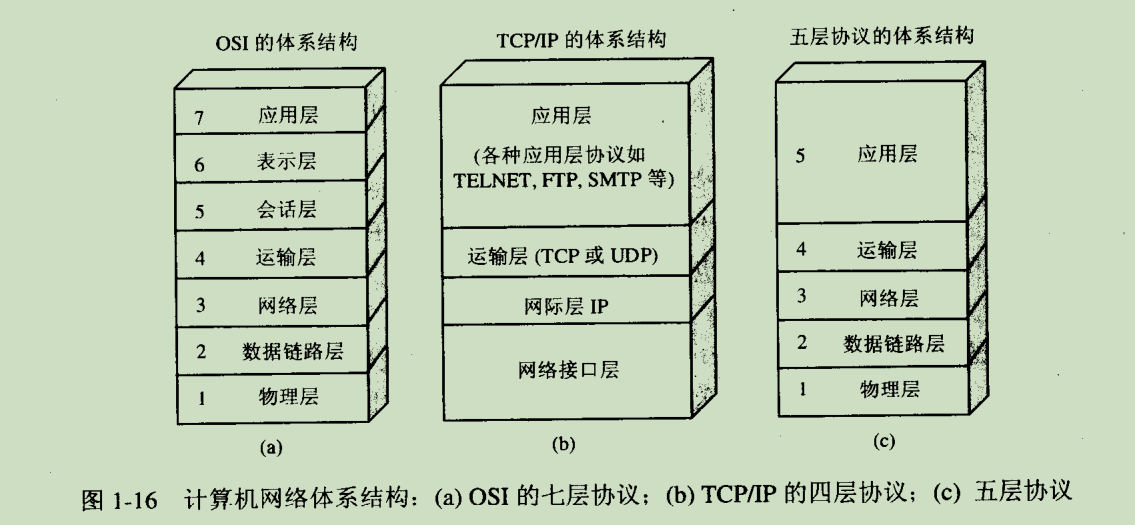 OSI 的体系结构
7 应用层
6 表示层
5 会话层
4 运输层
3 网络层
2 数据链路层
1 物理层
(a)
TCP/IP 的体系结构
应用层
(各种应用层协议如
TELNET, FTP, SMTP 等)
运输层 (TCP 或 UDP)
网际层 IP
网络接口层
(b)
五层协议的体系结构
5 应用层
4 运输层
3 网络层
2 数据链路层
1 物理层
(c)
图 1-16 计算机网络体系结构：(a) OSI 的七层协议；(b) TCP/IP 的四层协议；(c) 五层协议